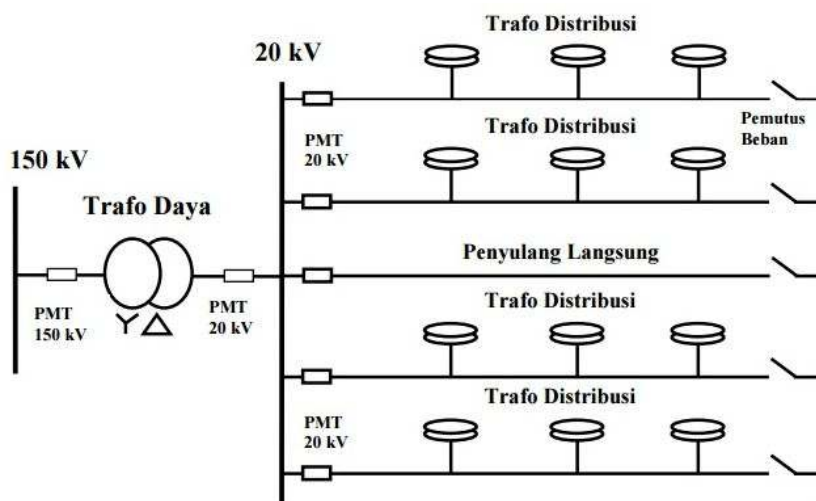 Trafo Distribusi
20 kV
Trafo Distribusi
Pemutus
Beban
PMT
20 kV
150 kV
Trafo Daya
Penyulang Langsung
PMT
150 kV
PMT
20 kV
Trafo Distribusi
Trafo Distribusi
PMT
20 kV